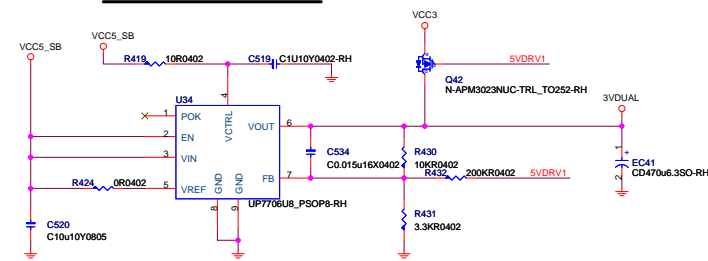 VCC3
VCC5_SB
VCC5_SB
R419
10R0402
C519
C1U10Y0402-RH
5VDRV1
Q42
N-APM3023NUC-TRL_TO252-RH
3VDUAL
U34
4
1
POK
VCTRL
VOUT
6
2
EN
3
VIN
C534
C0.015u16X0402
R430
10KR0402
1
+
EC41
CD470u6.3SO-RH
2
R424
0R0402
5
VREF
GND
GND
FB
7
R432
200KR0402
5VDRV1
8
9
UP7706U8_PSOP8-RH
R431
3.3KR0402
C520
C10u10Y0805